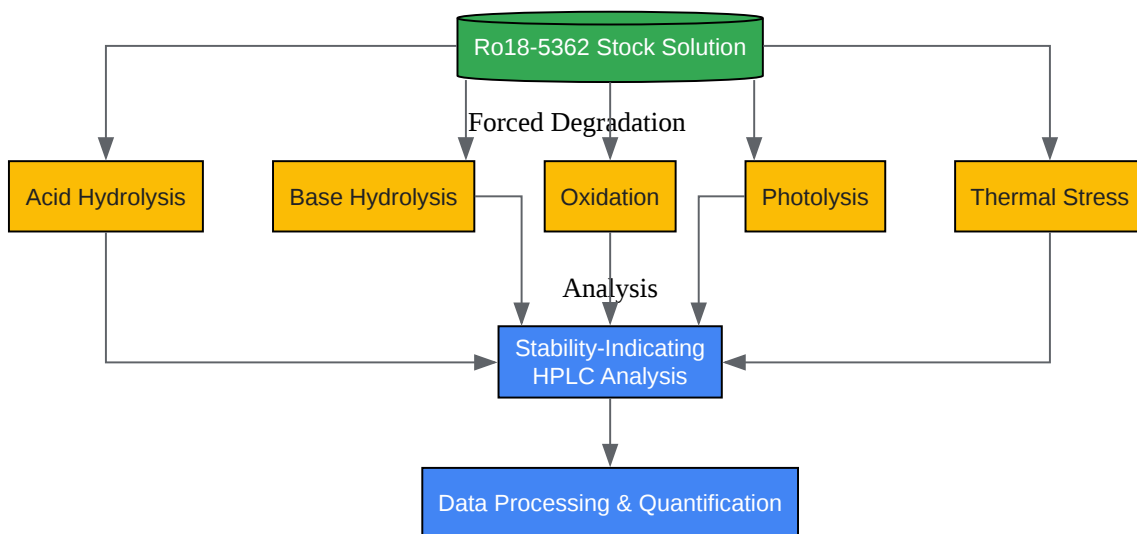 Ro18-5362 Stock Solution
Forced Degradation
Acid Hydrolysis
Base Hydrolysis
Oxidation
Photolysis
Thermal Stress
Analysis
Stability-Indicating
HPLC Analysis
Data Processing & Quantification